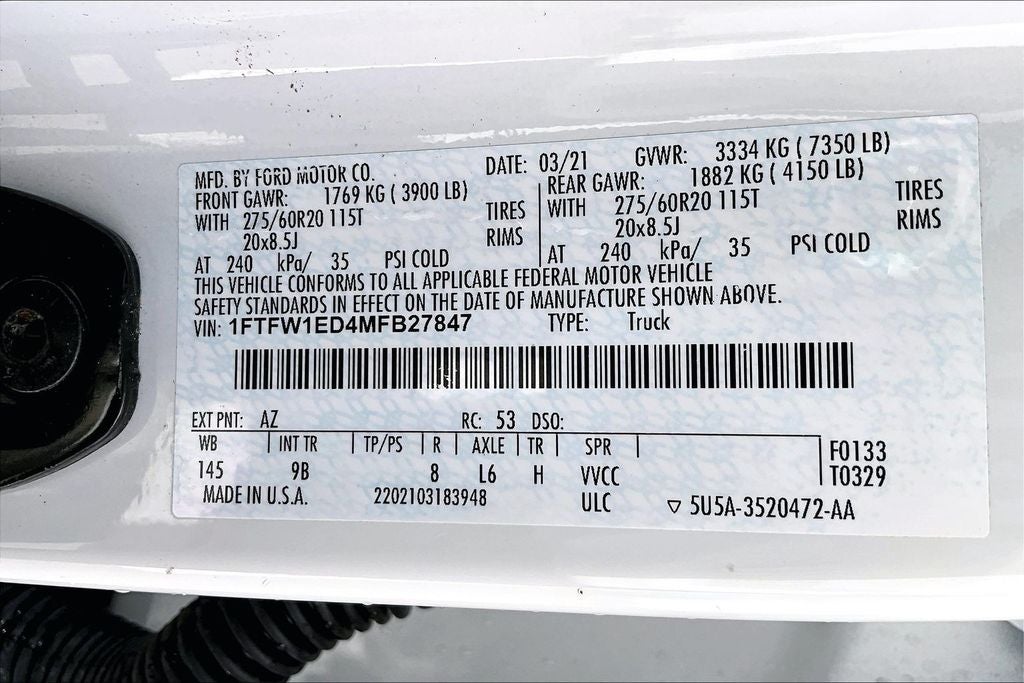 MFD. BY FORD MOTOR CO. DATE: 03/21 GVWR: 3334 KG ( 7350 LB)
FRONT GAWR: 1769 KG ( 3900 LB) REAR GAWR: 1882 KG ( 4150 LB)
WITH 275/60R20 115T TIRES WITH 275/60R20 115T TIRES
20x8.5J RIMS 20x8.5J RIMS
AT 240 kPa/ 35 PSI COLD AT 240 kPa/ 35 PSI COLD
THIS VEHICLE CONFORMS TO ALL APPLICABLE FEDERAL MOTOR VEHICLE
SAFETY STANDARDS IN EFFECT ON THE DATE OF MANUFACTURE SHOWN ABOVE.
VIN: 1FTFW1ED4MFB27847 TYPE: Truck
EXT PNT: AZ RC: 53 DSO:
WB INT TR TP/PS R AXLE TR SPR F0133
145 9B 8 L6 H VVCC T0329
MADE IN U.S.A. 2202103183948 ULC ▽ 5U5A-3520472-AA